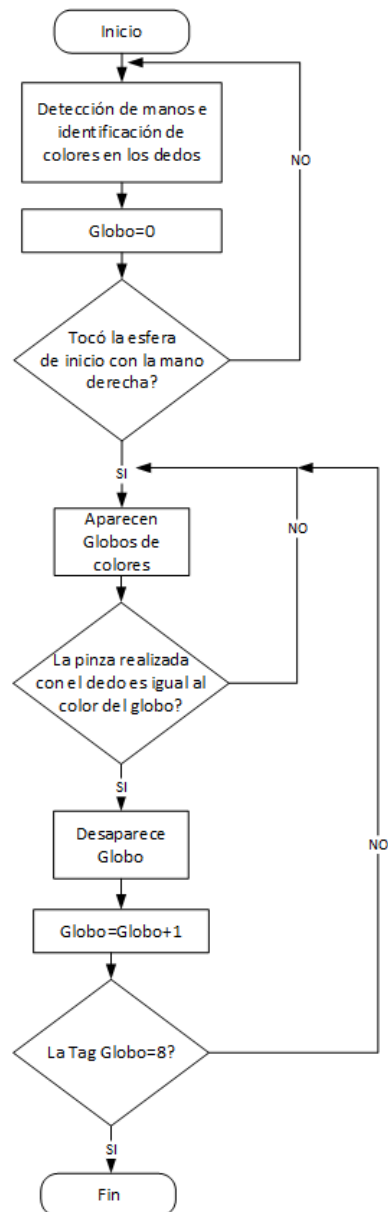 Inicio
Detección de manos e
identificación de
colores en los dedos
NO
Globo=0
Tocó la esfera
de inicio con la mano
derecha?
SI
Aparecen
Globos de
colores
NO
La pinza realizada
con el dedo es igual al
color del globo?
SI
Desaparece
Globo
NO
Globo=Globo+1
La Tag Globo=8?
SI
Fin